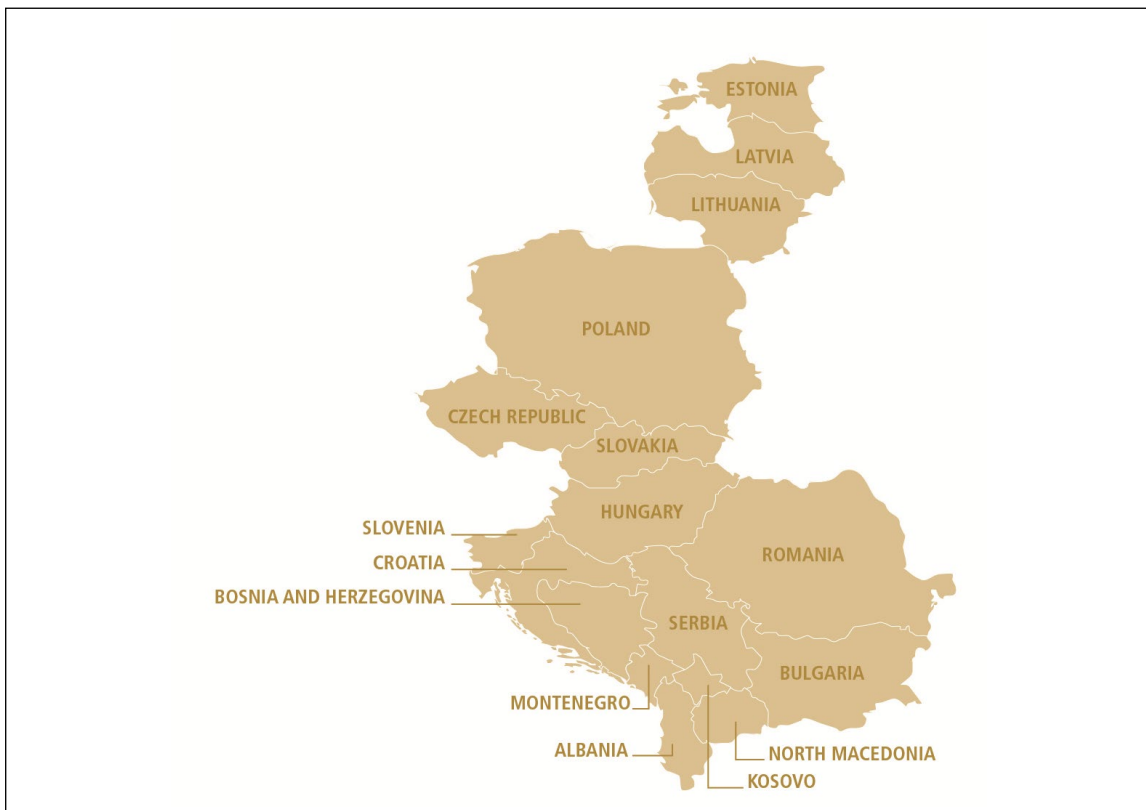 ESTONIA
LATVIA
LITHUANIA
POLAND
CZECH REPUBLIC
SLOVAKIA
HUNGARY
SLOVENIA
ROMANIA
CROATIA
BOSNIA AND HERZEGOVINA
SERBIA
BULGARIA
MONTENEGRO
ALBANIA
NORTH MACEDONIA
KOSOVO